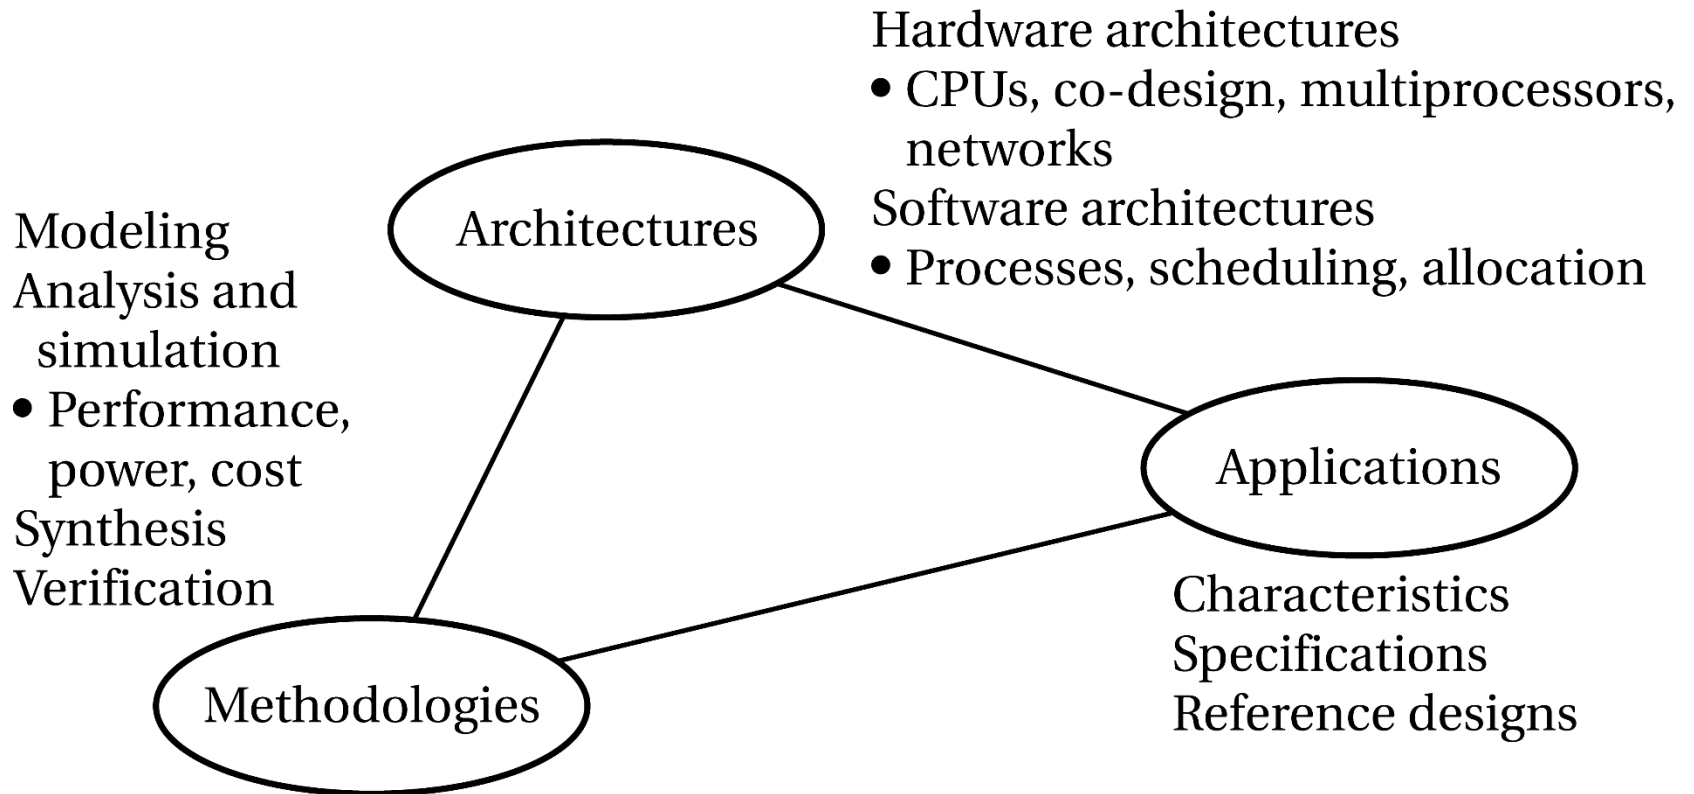 Hardware architectures
• CPUs, co-design, multiprocessors,
networks
Software architectures
• Processes, scheduling, allocation
Architectures
Modeling
Analysis and
simulation
• Performance,
power, cost
Synthesis
Verification
Applications
Characteristics
Specifications
Reference designs
Methodologies